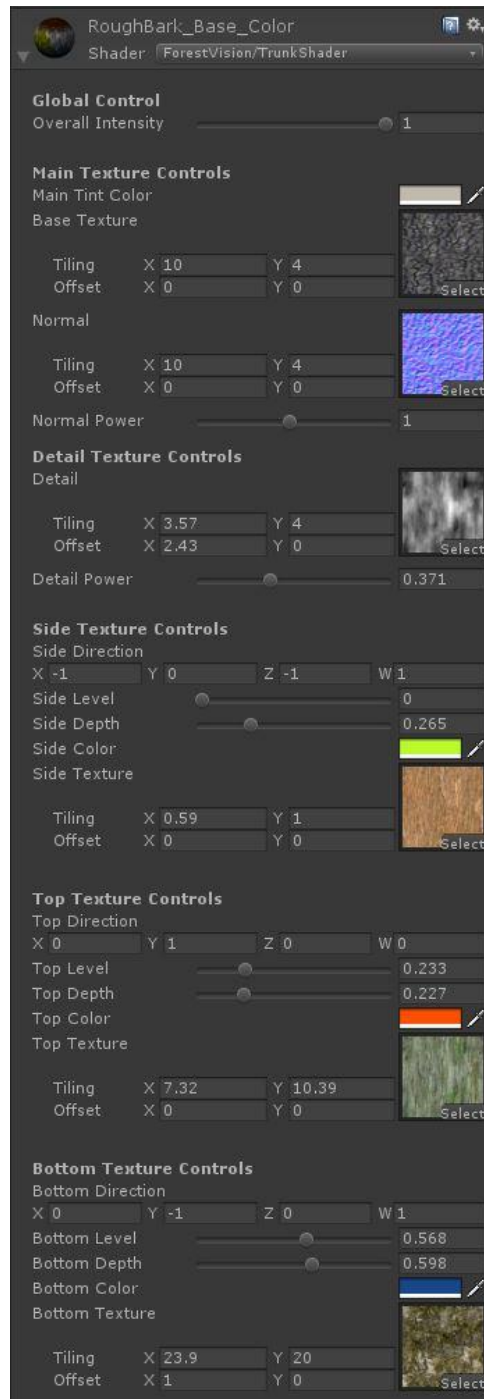 RoughBark_Base_Color
Shader ForestVision/TrunkShader
Global Control
Overall Intensity 1
Main Texture Controls
Main Tint Color
Base Texture
Tiling X 10 Y 4
Offset X 0 Y 0
Select
Normal
Tiling X 10 Y 4
Offset X 0 Y 0
Select
Normal Power 1
Detail Texture Controls
Detail
Tiling X 3.57 Y 4
Offset X 2.43 Y 0
Select
Detail Power 0.371
Side Texture Controls
Side Direction
X -1 Y 0 Z -1 W 1
Side Level 0
Side Depth 0.265
Side Color
Side Texture
Tiling X 0.59 Y 1
Offset X 0 Y 0
Select
Top Texture Controls
Top Direction
X 0 Y 1 Z 0 W 0
Top Level 0.233
Top Depth 0.227
Top Color
Top Texture
Tiling X 7.32 Y 10.39
Offset X 0 Y 0
Select
Bottom Texture Controls
Bottom Direction
X 0 Y -1 Z 0 W 1
Bottom Level 0.568
Bottom Depth 0.598
Bottom Color
Bottom Texture
Tiling X 23.9 Y 20
Offset X 1 Y 0
Select